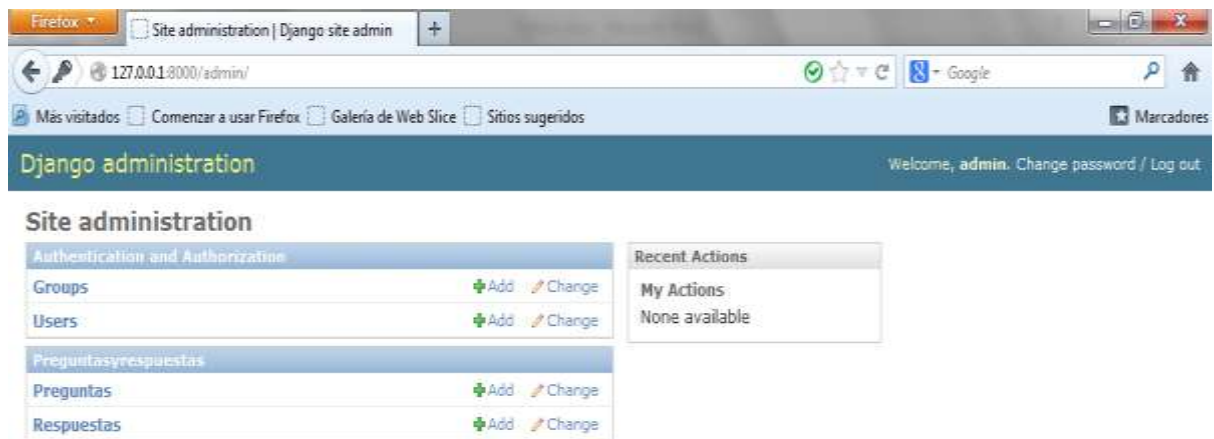 Firefox
Site administration | Django site admin
+
127.0.0.1:8000/admin/
8 - Google
Más visitados
Comenzar a usar Firefox
Galería de Web Slice
Sitios sugeridos
Marcadores
Django administration
Welcome, admin. Change password / Log out
Site administration
Authentication and Authorization
Groups Add Change
Users Add Change
Recent Actions
My Actions
None available
Preguntasyrespuestas
Preguntas Add Change
Respuestas Add Change